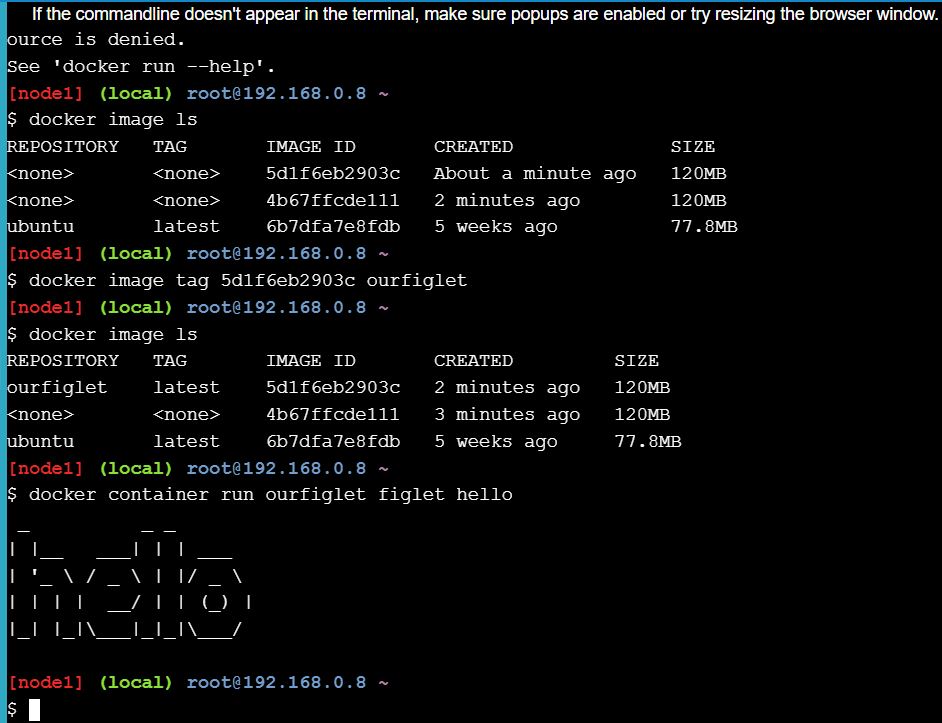 If the commandline doesn't appear in the terminal, make sure popups are enabled or try resizing the browser window.
ource is denied.
See 'docker run --help'.
[node1] (local) root@192.168.0.8 ~
$ docker image ls
REPOSITORY   TAG       IMAGE ID       CREATED              SIZE
<none>       <none>    5d1f6eb2903c   About a minute ago   120MB
<none>       <none>    4b67ffcde111   2 minutes ago        120MB
ubuntu       latest    6b7dfa7e8fdb   5 weeks ago          77.8MB
[node1] (local) root@192.168.0.8 ~
$ docker image tag 5d1f6eb2903c ourfiglet
[node1] (local) root@192.168.0.8 ~
$ docker image ls
REPOSITORY   TAG       IMAGE ID       CREATED         SIZE
ourfiglet    latest    5d1f6eb2903c   2 minutes ago   120MB
<none>       <none>    4b67ffcde111   3 minutes ago   120MB
ubuntu       latest    6b7dfa7e8fdb   5 weeks ago     77.8MB
[node1] (local) root@192.168.0.8 ~
$ docker container run ourfiglet figlet hello
hello
[node1] (local) root@192.168.0.8 ~
$